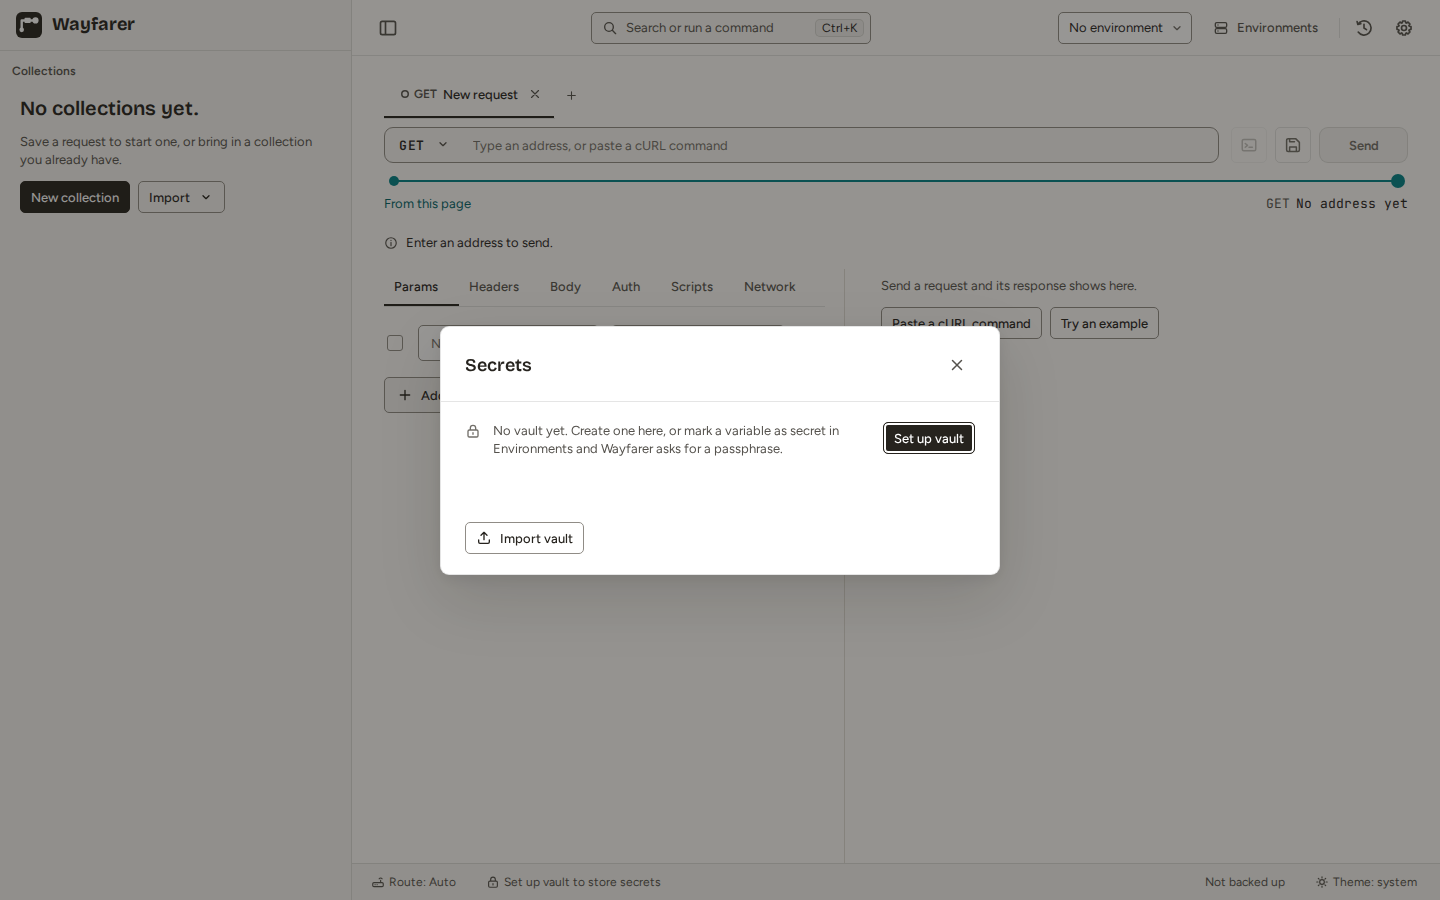 Wayfarer
Search or run a command
Ctrl+K
No environment
Environments
Collections
No collections yet.
Save a request to start one, or bring in a collection
you already have.
New collection
Import
GET New request
GET
Type an address, or paste a cURL command
Send
From this page
GET No address yet
Enter an address to send.
Params
Headers
Body
Auth
Scripts
Network
Send a request and its response shows here.
Paste a cURL command
Try an example
Secrets
No vault yet. Create one here, or mark a variable as secret in
Environments and Wayfarer asks for a passphrase.
Set up vault
Import vault
Route: Auto
Set up vault to store secrets
Not backed up
Theme: system